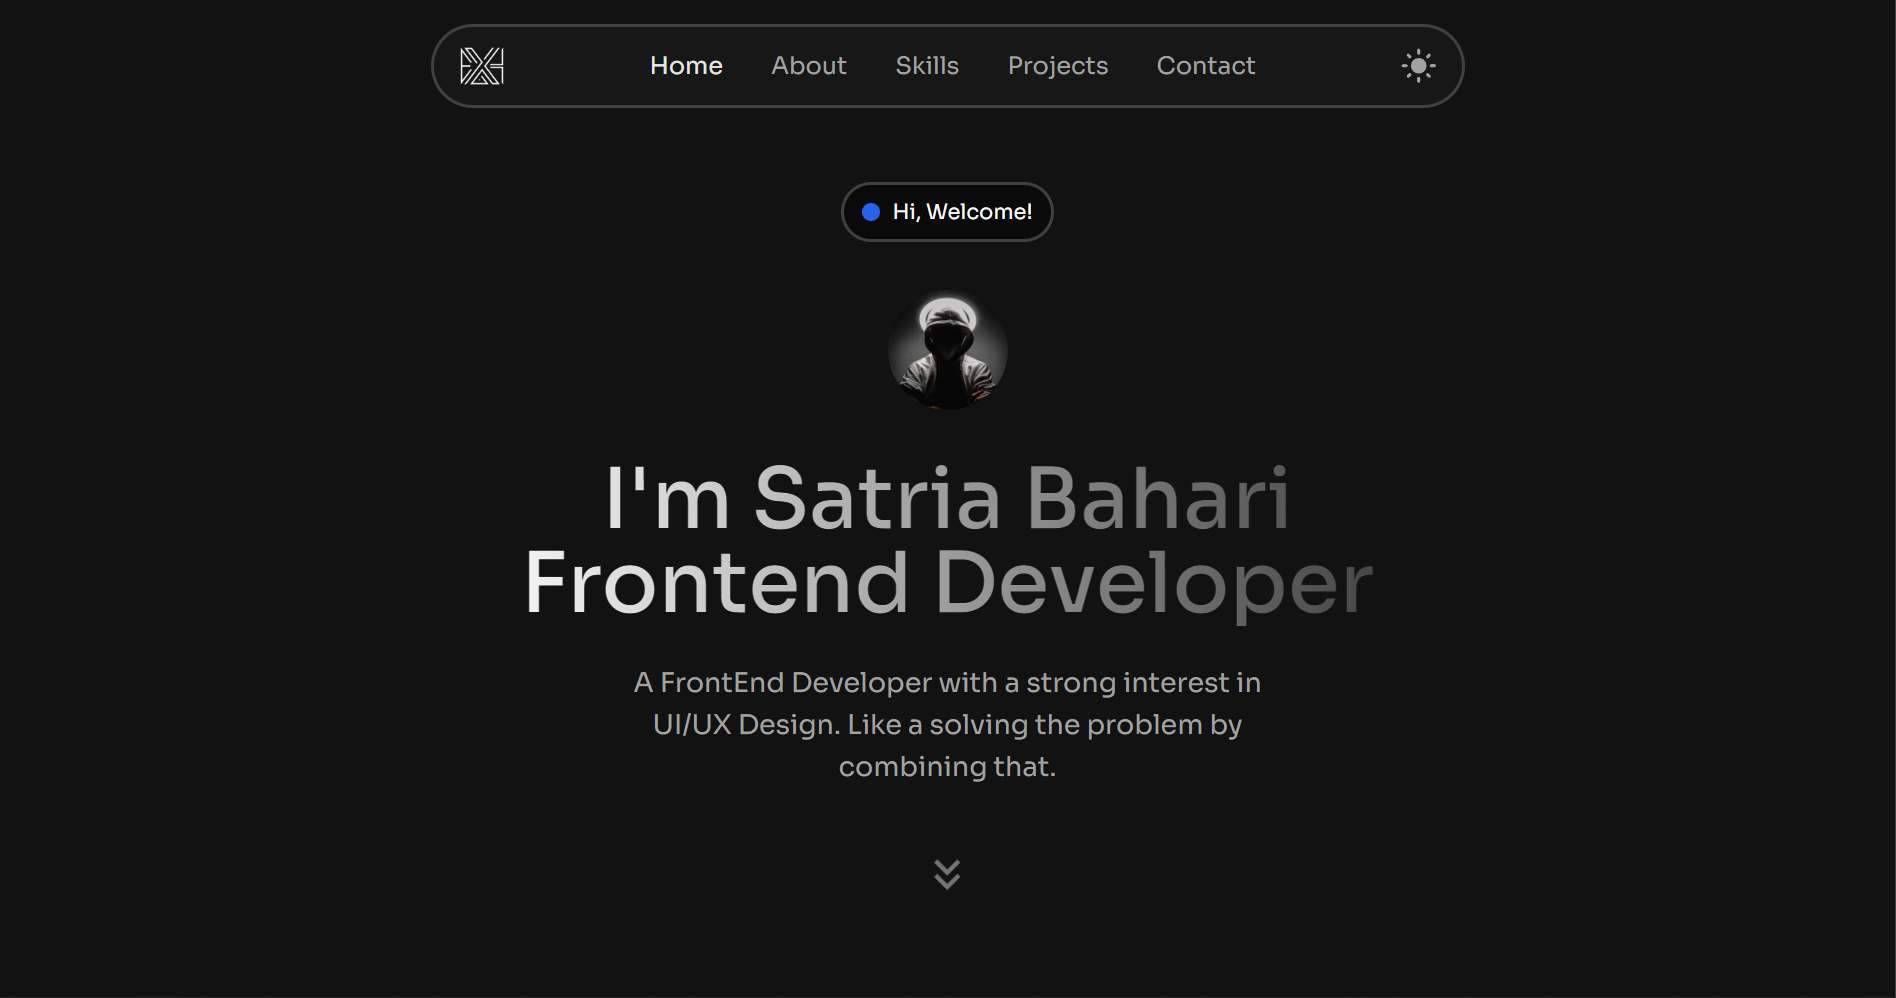 Home About Skills Projects Contact
Hi, Welcome!
I'm Satria Bahari
Frontend Developer
A FrontEnd Developer with a strong interest in
UI/UX Design. Like a solving the problem by
combining that.